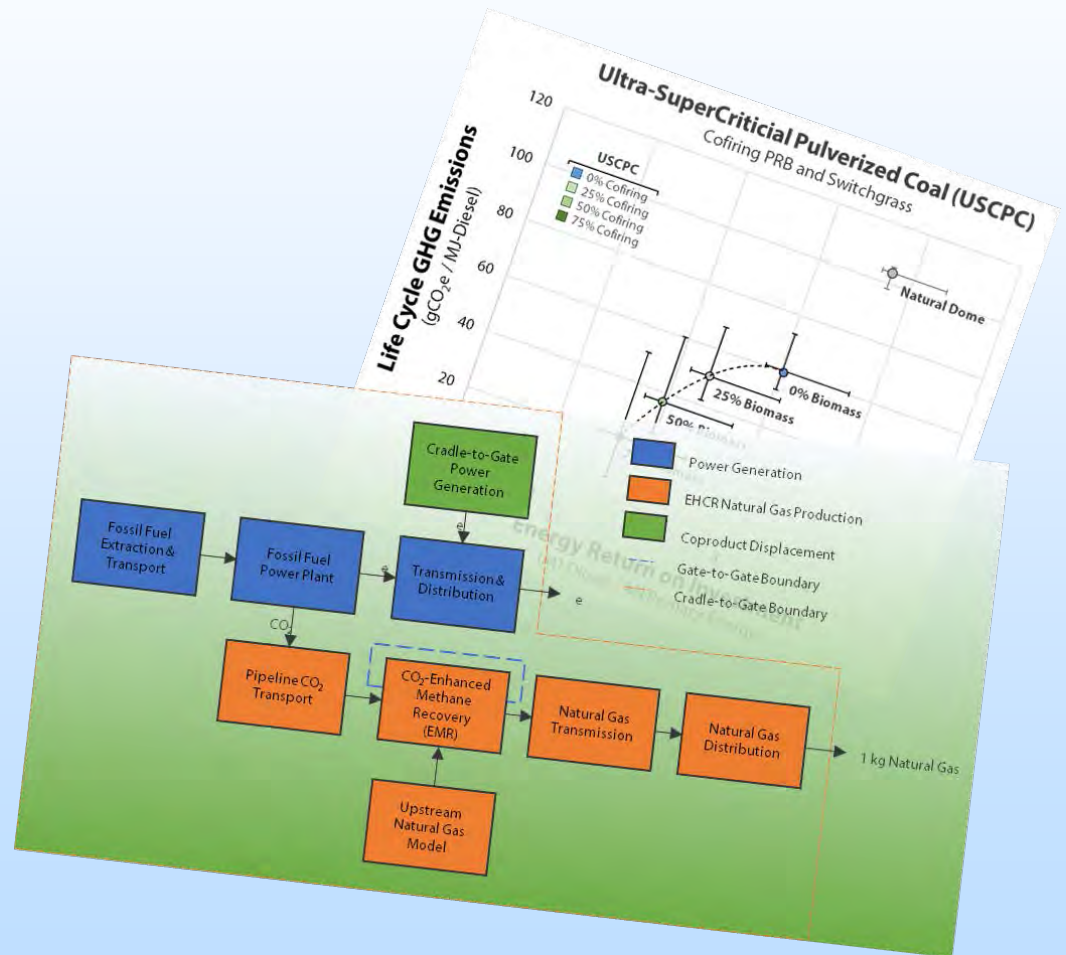 Ultra-SuperCriticial Pulverized Coal (USCPC)
Cofiring PRB and Switchgrass
Life Cycle GHG Emissions
(gCO₂e / MJ-Diesel)
120
100
80
60
40
20
USCPC
0% Cofiring
25% Cofiring
50% Cofiring
75% Cofiring
Natural Dome
0% Biomass
25% Biomass
50% Biomass
Energy Return on Investment
Cradle-to-Gate
Power
Generation
Fossil Fuel
Extraction &
Transport
Fossil Fuel
Power Plant
Transmission &
Distribution
e
e
e
CO₂
Pipeline CO₂
Transport
CO₂-Enhanced
Methane
Recovery
(EMR)
Natural Gas
Transmission
Natural Gas
Distribution
1 kg Natural Gas
Upstream
Natural Gas
Model
Power Generation
EHCR Natural Gas Production
Coproduct Displacement
Gate-to-Gate Boundary
Cradle-to-Gate Boundary